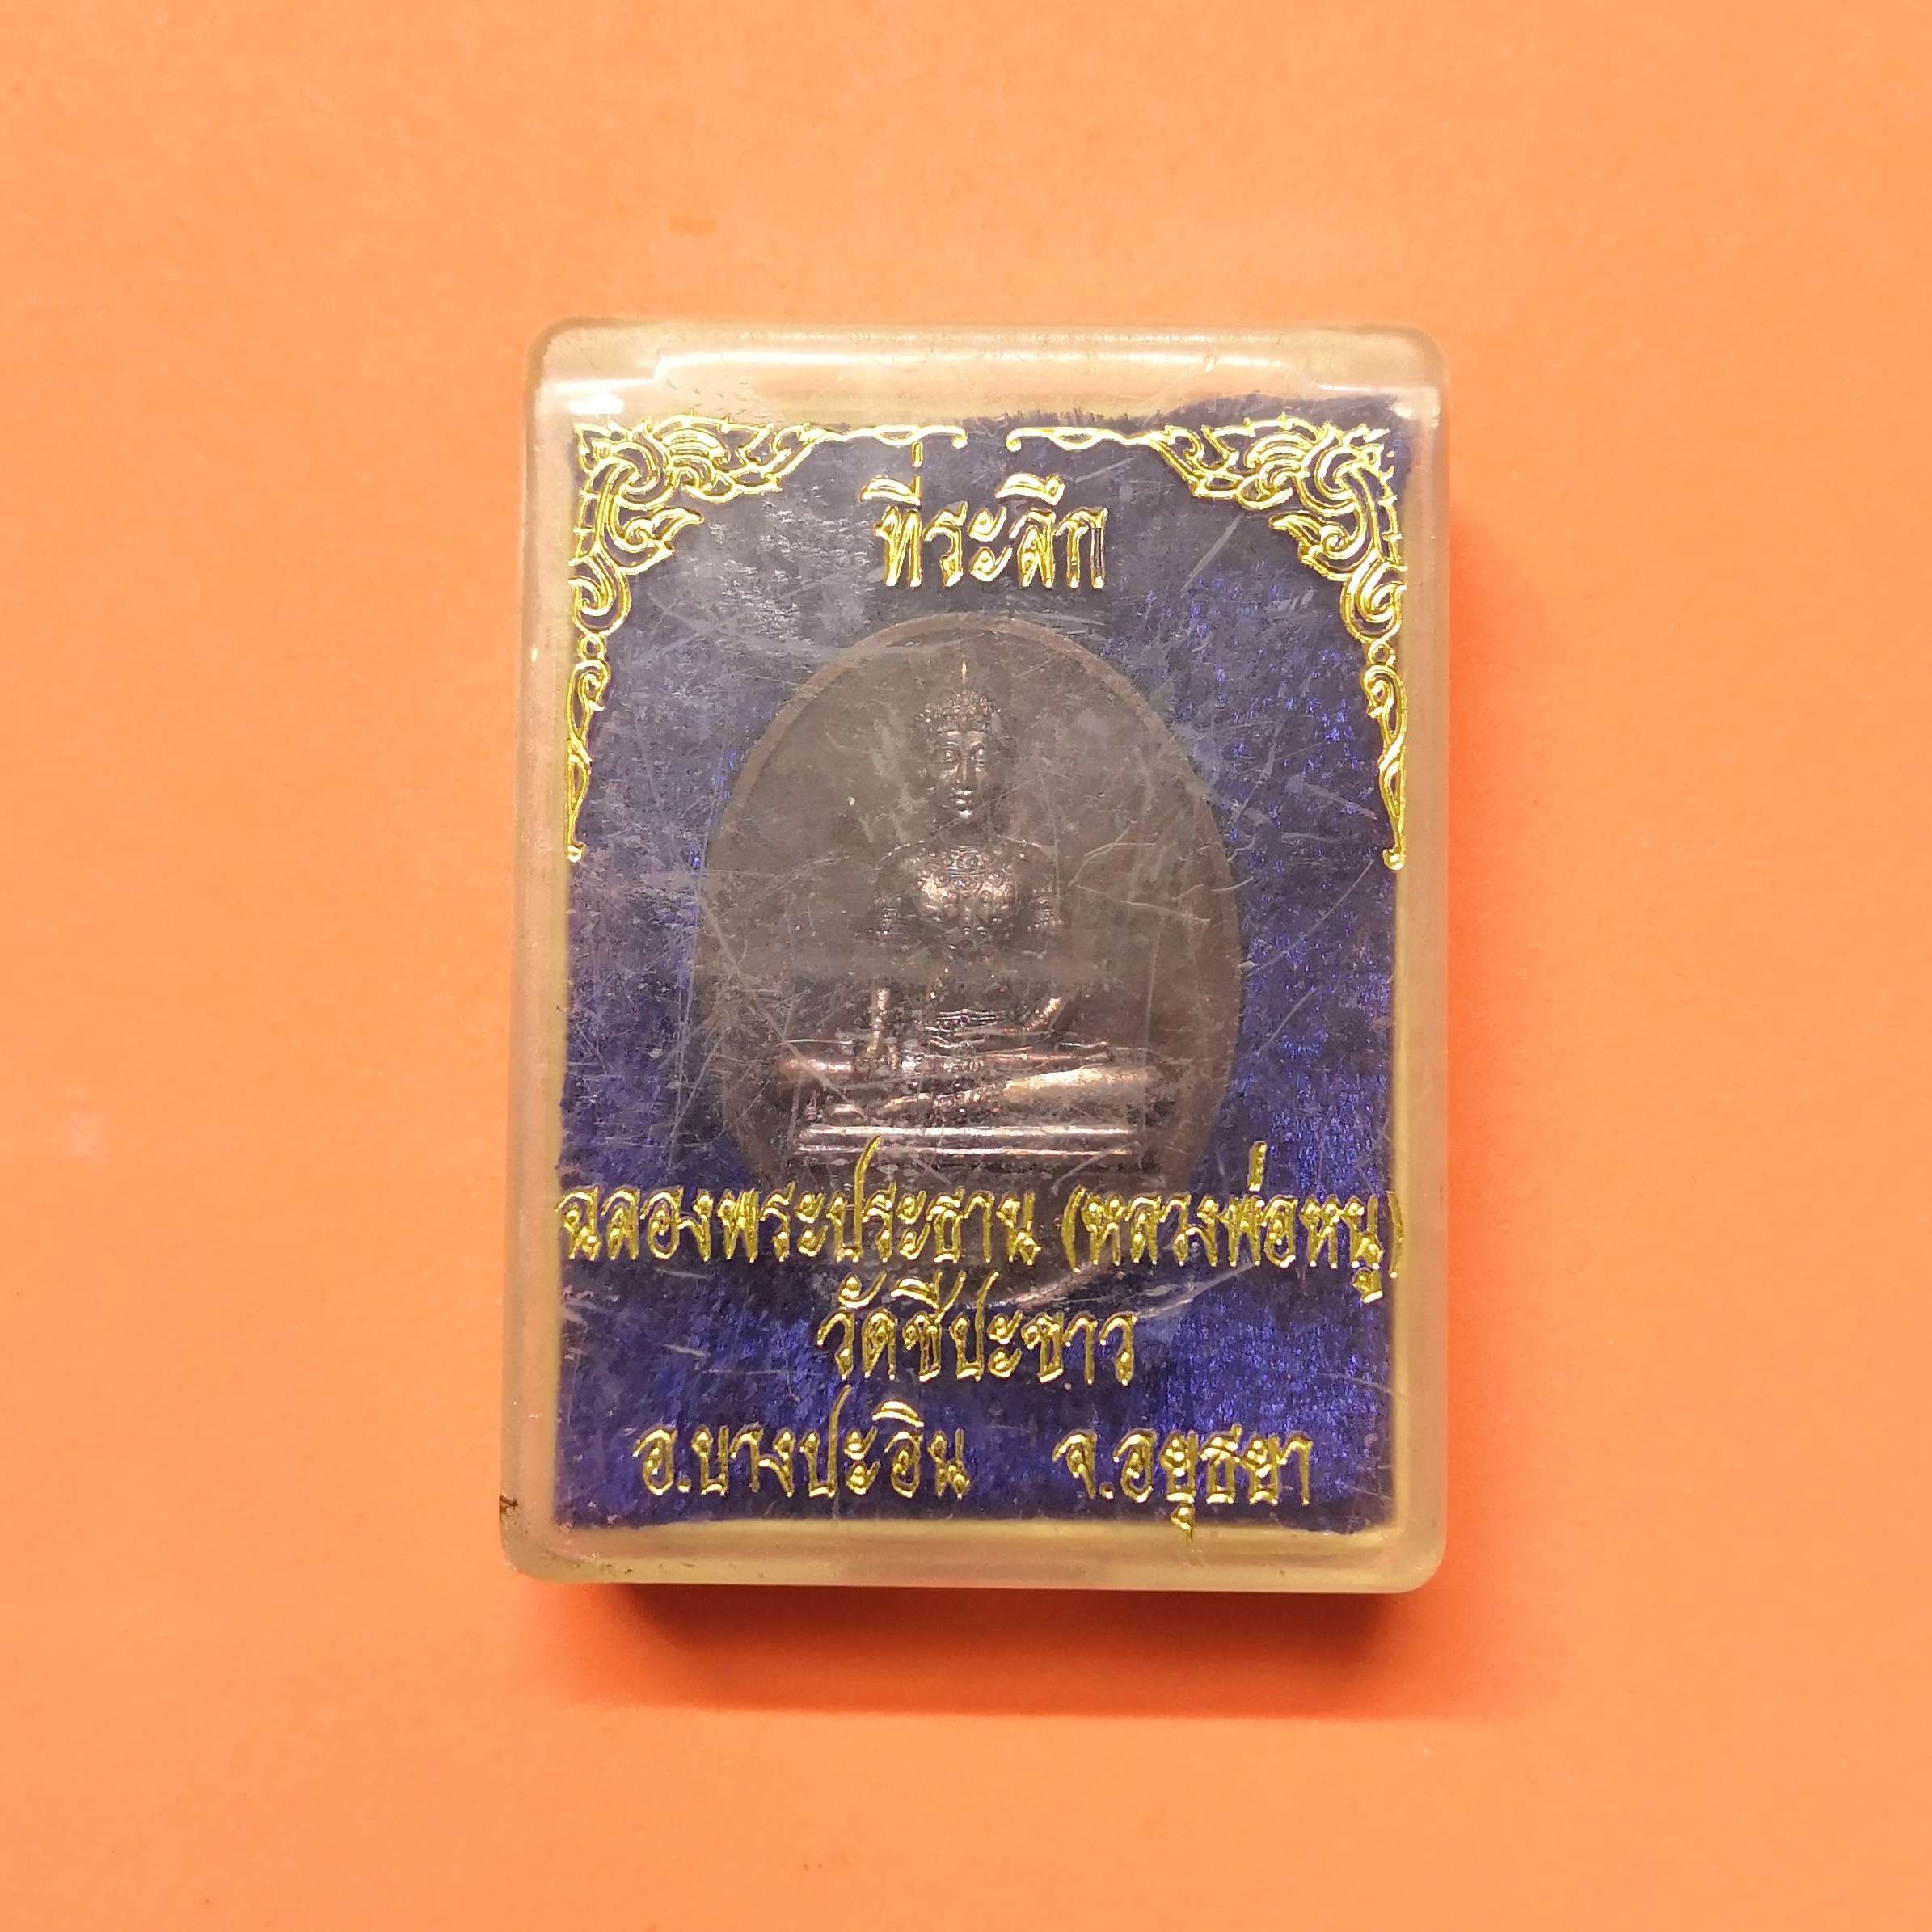 ที่ระลึก
ฉลองพระประธาน (หลวงพ่อหนู)
วัดชีปะขาว
อ.บางปะอิน จ.อยุธยา